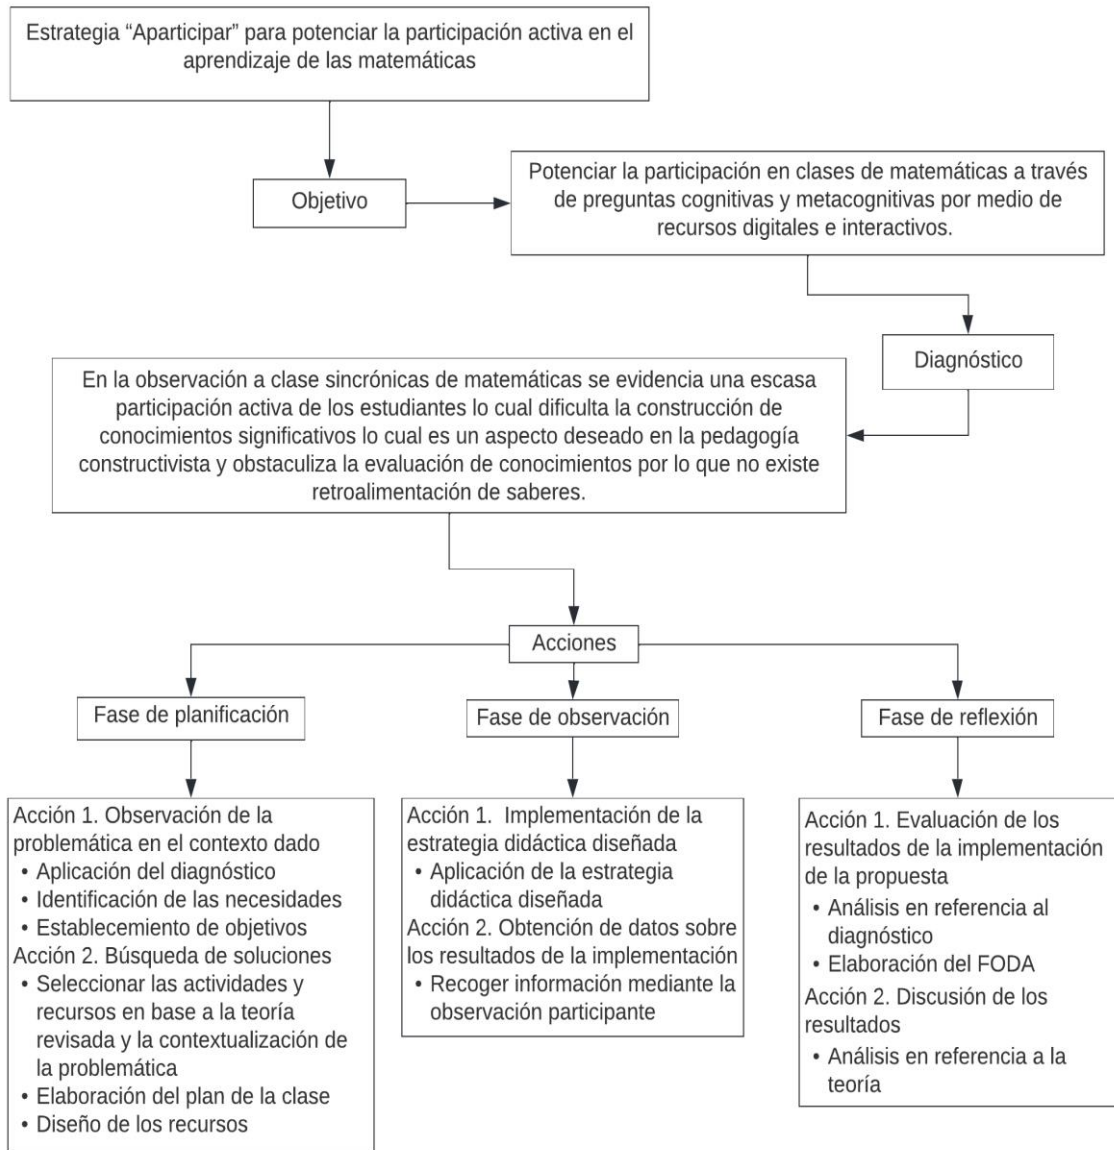 Estrategia “Aparticipar” para potenciar la participación activa en el
aprendizaje de las matemáticas
Objetivo
Potenciar la participación en clases de matemáticas a través
de preguntas cognitivas y metacognitivas por medio de
recursos digitales e interactivos.
Diagnóstico
En la observación a clase sincrónicas de matemáticas se evidencia una escasa
participación activa de los estudiantes lo cual dificulta la construcción de
conocimientos significativos lo cual es un aspecto deseado en la pedagogía
constructivista y obstaculiza la evaluación de conocimientos por lo que no existe
retroalimentación de saberes.
Acciones
Fase de planificación
Acción 1. Observación de la
problemática en el contexto dado
• Aplicación del diagnóstico
• Identificación de las necesidades
• Establecemiento de objetivos
Acción 2. Búsqueda de soluciones
• Seleccionar las actividades y
recursos en base a la teoría
revisada y la contextualización de
la problemática
• Elaboración del plan de la clase
• Diseño de los recursos
Fase de observación
Acción 1. Implementación de la
estrategia didáctica diseñada
• Aplicación de la estrategia
didáctica diseñada
Acción 2. Obtención de datos sobre
los resultados de la implementación
• Recoger información mediante la
observación participante
Fase de reflexión
Acción 1. Evaluación de los
resultados de la implementación
de la propuesta
• Análisis en referencia al
diagnóstico
• Elaboración del FODA
Acción 2. Discusión de los
resultados
• Análisis en referencia a la
teoría